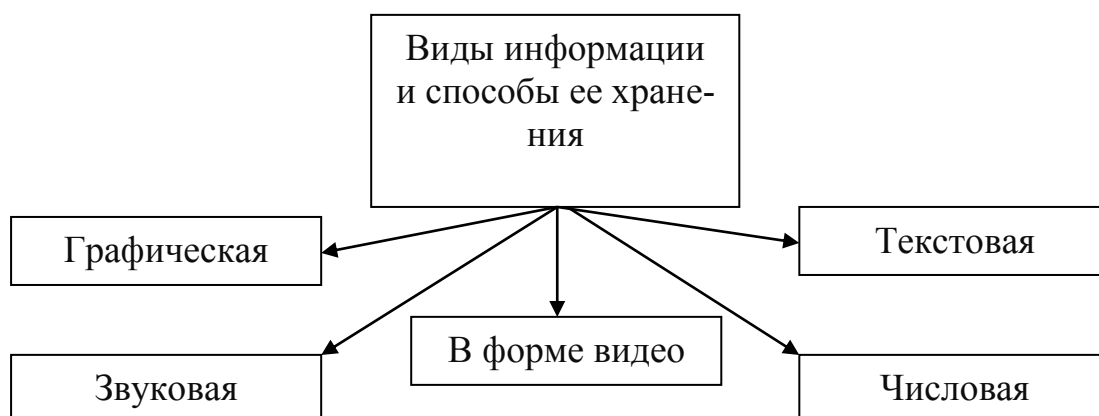 Виды информации
и способы ее хране-
ния
Графическая
Текстовая
В форме видео
Звуковая
Числовая